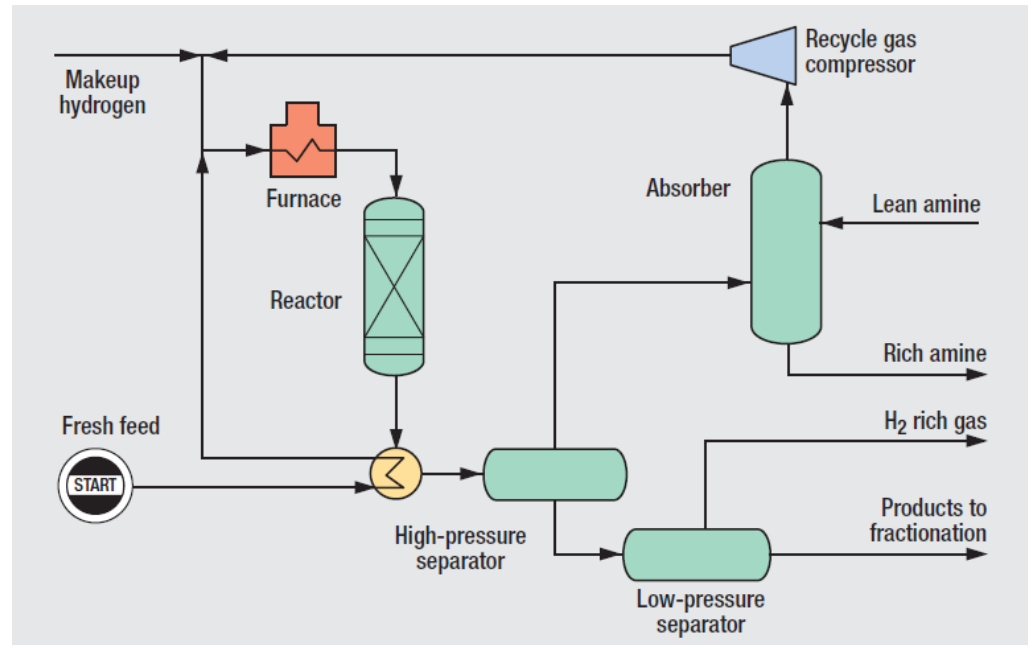 Makeup
hydrogen
Recycle gas
compressor
Furnace
Absorber
Lean amine
Reactor
Rich amine
Fresh feed
H₂ rich gas
START
Products to
fractionation
High-pressure
separator
Low-pressure
separator